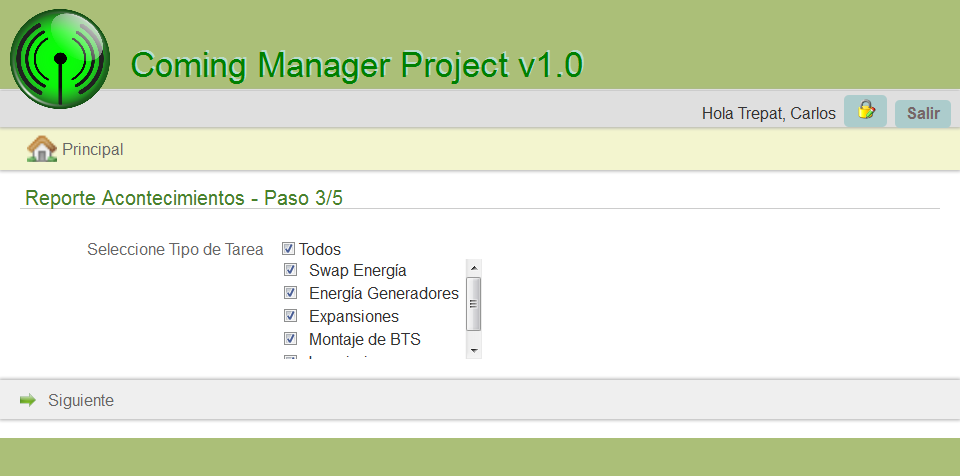 Coming Manager Project v1.0
Hola Trepat, Carlos
Salir
Principal
Reporte Acontecimientos - Paso 3/5
Seleccione Tipo de Tarea
Todos
Swap Energía
Energía Generadores
Expansiones
Montaje de BTS
Siguiente